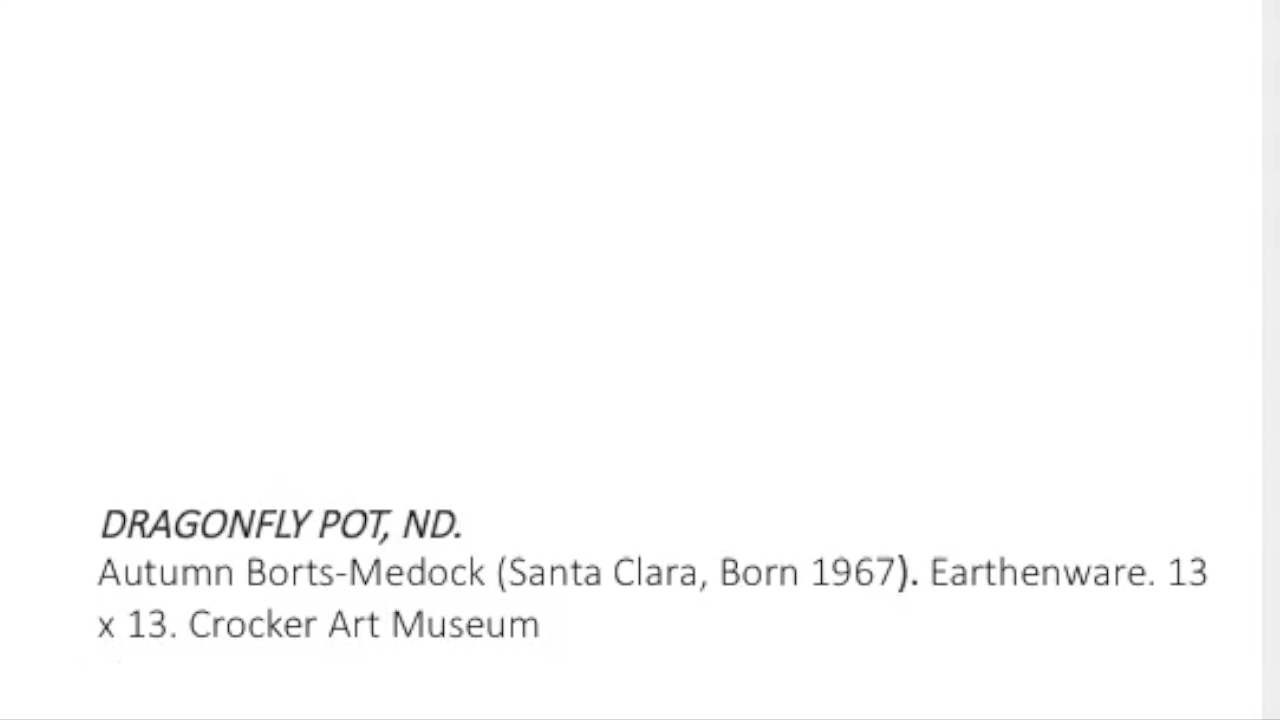 DRAGONFLY POT, ND.
Autumn Borts-Medock (Santa Clara, Born 1967). Earthenware. 13
x 13. Crocker Art Museum